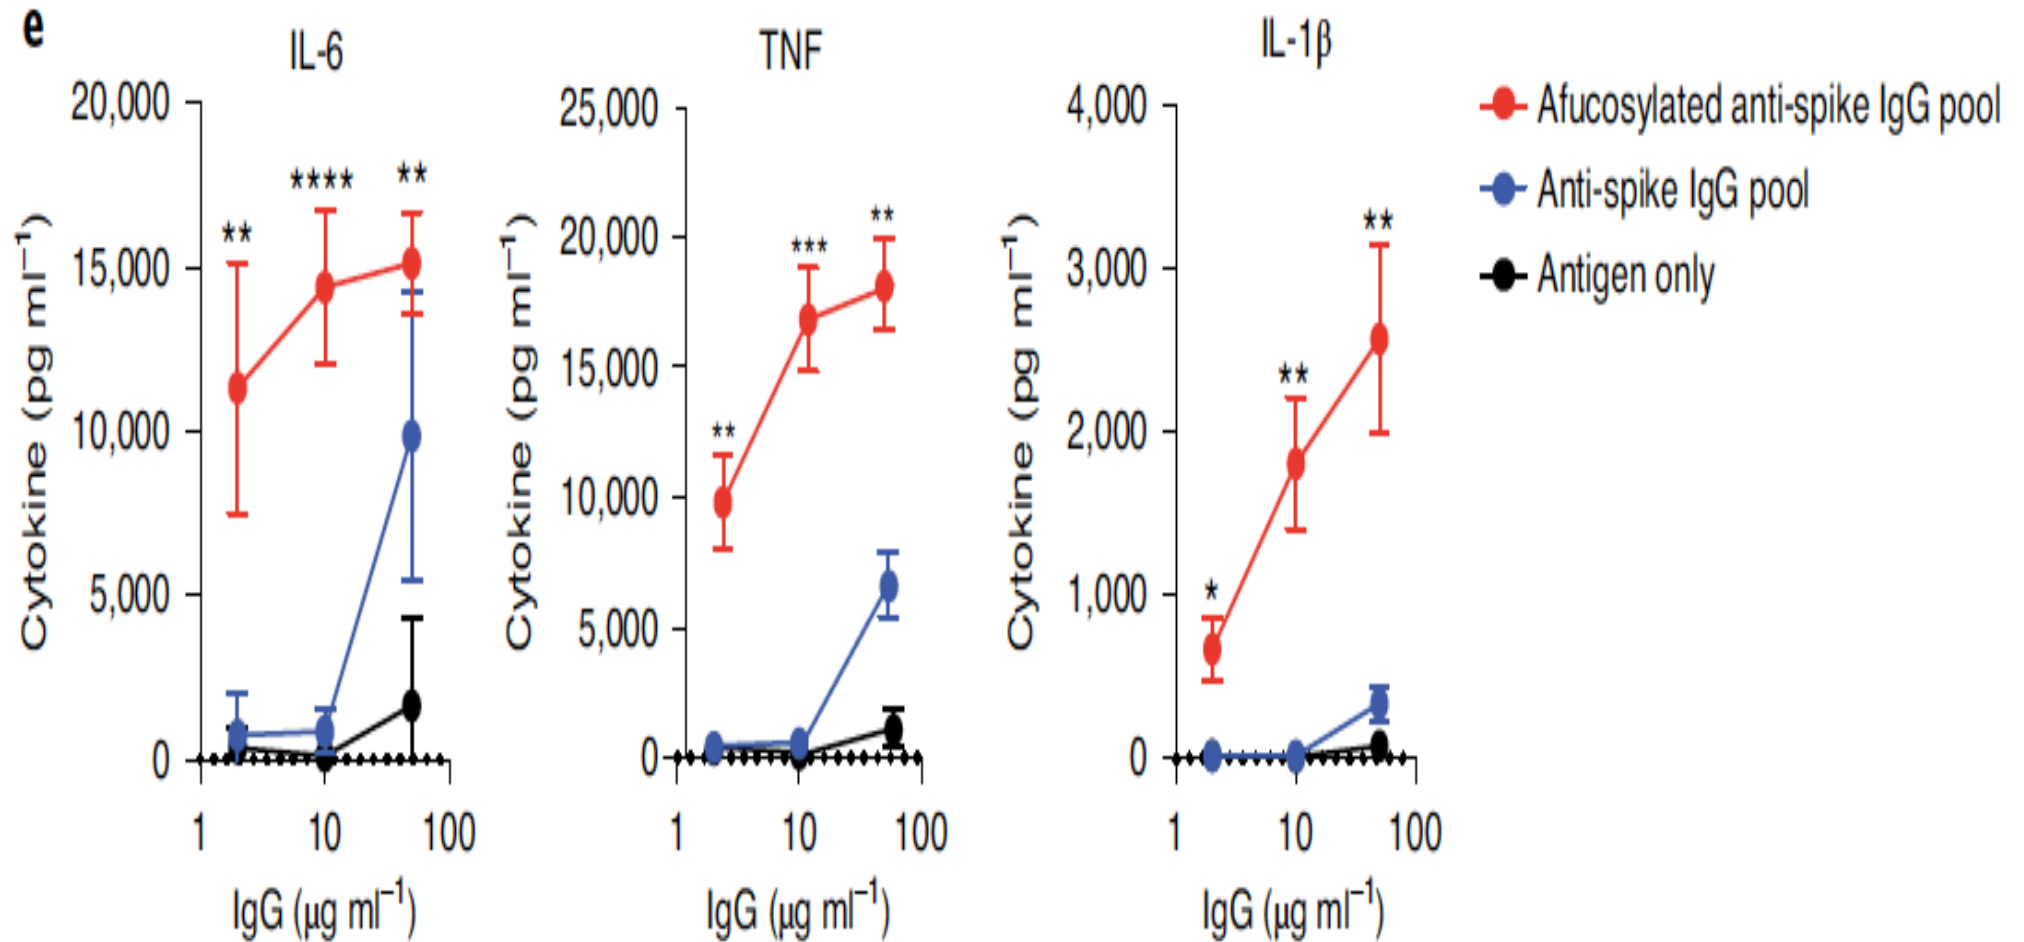 e
IL-6
20,000
15,000
10,000
5,000
0
Cytokine (pg ml⁻¹)
** **** **
1 10 100
IgG (μg ml⁻¹)
TNF
25,000
20,000
15,000
10,000
5,000
0
Cytokine (pg ml⁻¹)
** *** **
1 10 100
IgG (μg ml⁻¹)
IL-1β
4,000
3,000
2,000
1,000
0
Cytokine (pg ml⁻¹)
* ** **
1 10 100
IgG (μg ml⁻¹)
Afucosylated anti-spike IgG pool
Anti-spike IgG pool
Antigen only